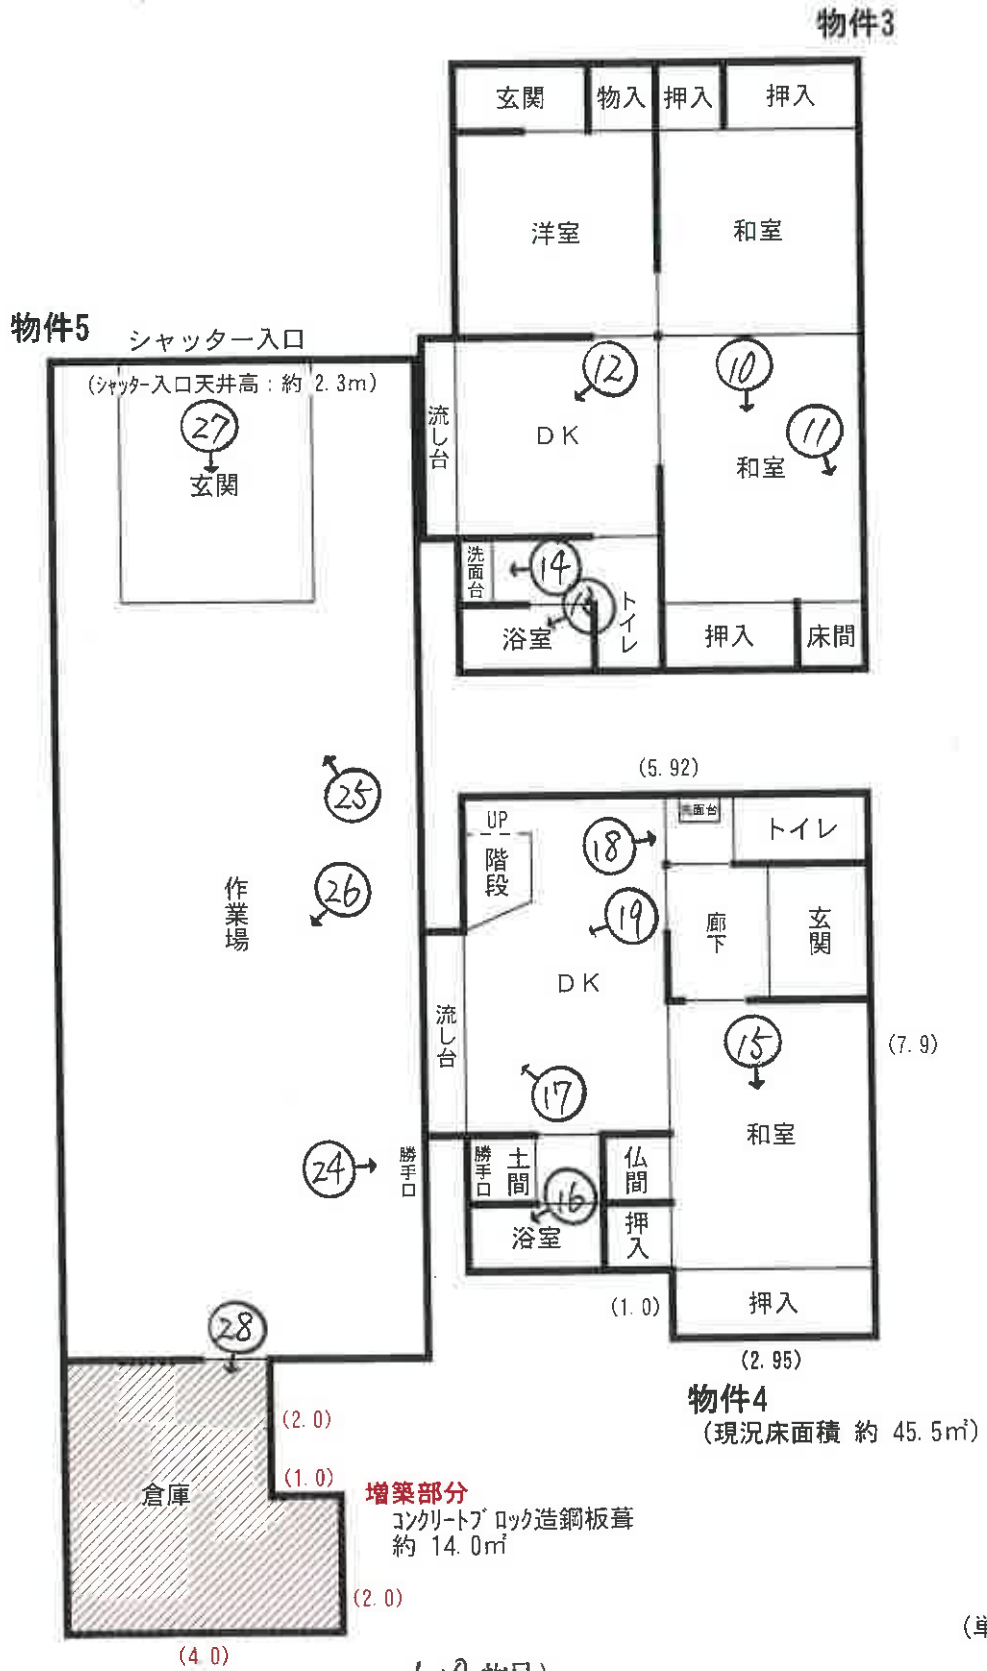 物件3
玄関
物入
押入
押入
洋室
和室
物件5
シャッター入口
(シャッター入口天井高：約 2.3m)
27
玄関
流し台
DK
12
10
11
和室
洗面台
14
浴室
トイレ
押入
床間
25
26
作業場
24
勝手口
28
倉庫
(2.0)
(1.0)
増築部分
コンクリートブロック造鋼板葺
約 14.0㎡
(2.0)
(4.0)
(5.92)
UP
階段
18
洗面台
トイレ
19
廊下
玄関
DK
流し台
15
(7.9)
17
和室
勝手口
土間
仏間
16
浴室
押入
(1.0)
押入
(2.95)
物件4
(現況床面積 約 45.5㎡)
(単